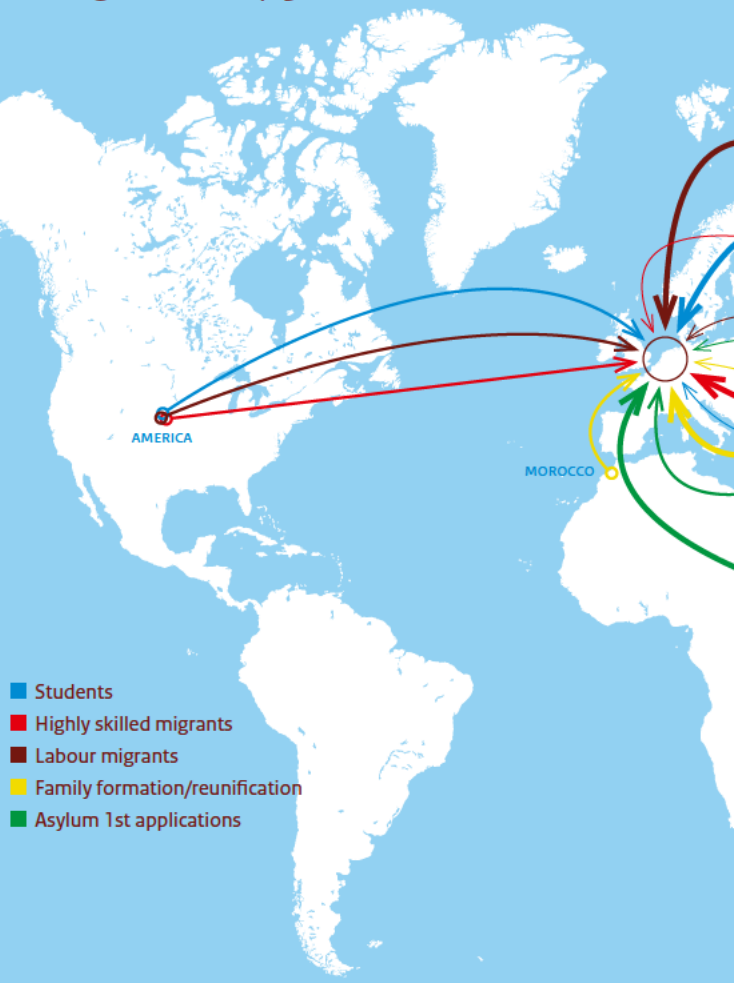 AMERICA
MOROCCO
Students
Highly skilled migrants
Labour migrants
Family formation/reunification
Asylum 1st applications